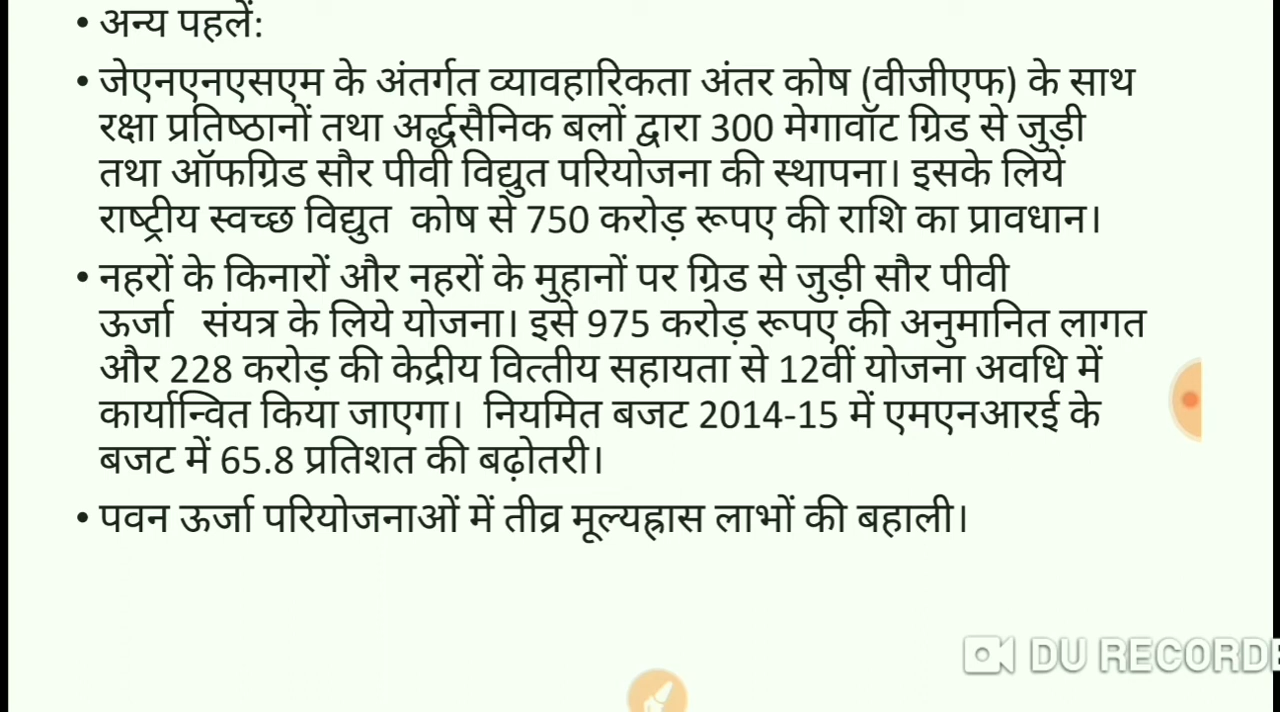 • अन्य पहलें:
• जेएनएनएसएम के अंतर्गत व्यावहारिकता अंतर कोष (वीजीएफ) के साथ
रक्षा प्रतिष्ठानों तथा अर्द्धसैनिक बलों द्वारा 300 मेगावॉट ग्रिड से जुड़ी
तथा ऑफग्रिड सौर पीवी विद्युत परियोजना की स्थापना। इसके लिये
राष्ट्रीय स्वच्छ विद्युत कोष से 750 करोड़ रूपए की राशि का प्रावधान।
• नहरों के किनारों और नहरों के मुहानों पर ग्रिड से जुड़ी सौर पीवी
ऊर्जा संयत्र के लिये योजना। इसे 975 करोड़ रूपए की अनुमानित लागत
और 228 करोड़ की केद्रीय वित्तीय सहायता से 12वीं योजना अवधि में
कार्यान्वित किया जाएगा। नियमित बजट 2014-15 में एमएनआरई के
बजट में 65.8 प्रतिशत की बढ़ोतरी।
• पवन ऊर्जा परियोजनाओं में तीव्र मूल्यह्रास लाभों की बहाली।
DU RECORDE